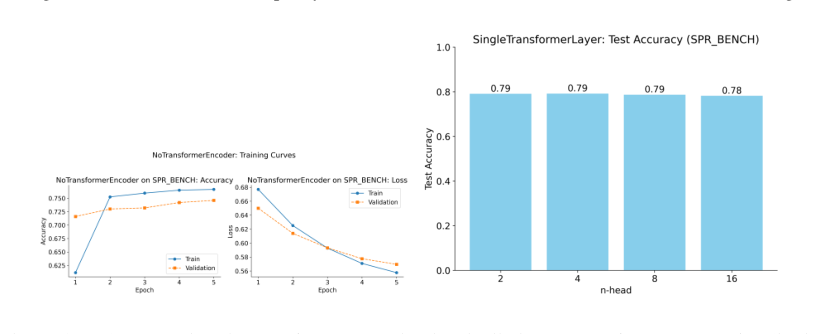 NoTransformerEncoder: Training Curves
NoTransformerEncoder on SPR_BENCH: Accuracy
0.750
0.725
0.700
0.675
0.650
0.625
Accuracy
1 2 3 4 5
Epoch
Train
Validation
NoTransformerEncoder on SPR_BENCH: Loss
0.68
0.66
0.64
0.62
0.60
0.58
0.56
Loss
1 2 3 4 5
Epoch
Train
Validation
SingleTransformerLayer: Test Accuracy (SPR_BENCH)
1.0
0.8
0.6
0.4
0.2
0.0
Test Accuracy
0.79 0.79 0.79 0.78
2 4 8 16
n-head